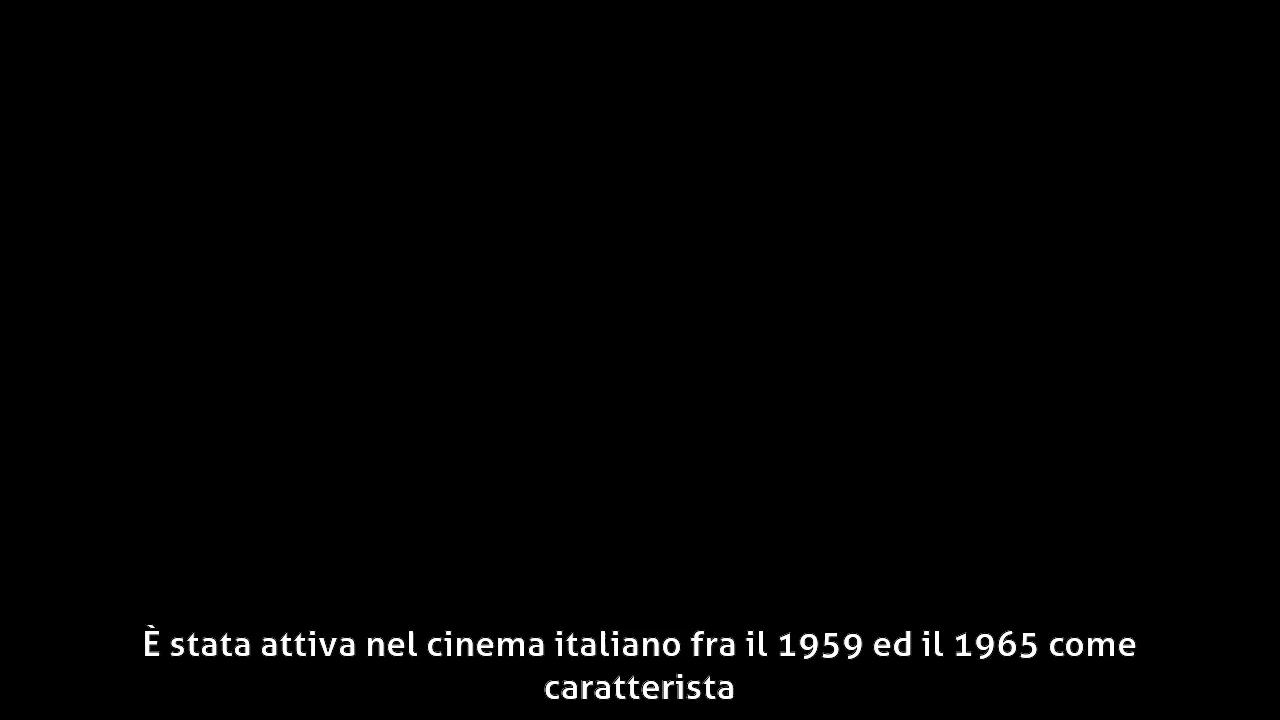 È stata attiva nel cinema italiano fra il 1959 ed il 1965 come
caratterista